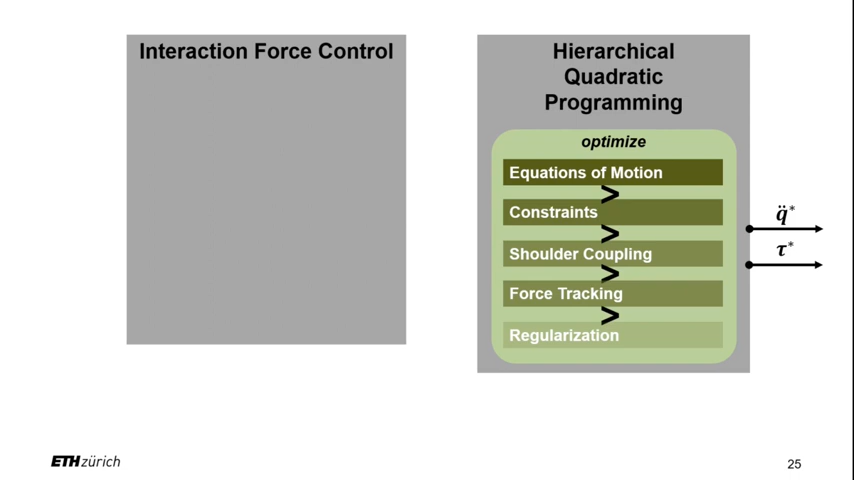 Interaction Force Control
Hierarchical
Quadratic
Programming
optimize
Equations of Motion
>
Constraints
>
Shoulder Coupling
>
Force Tracking
>
Regularization
q̈*
τ*
ETH zürich
25